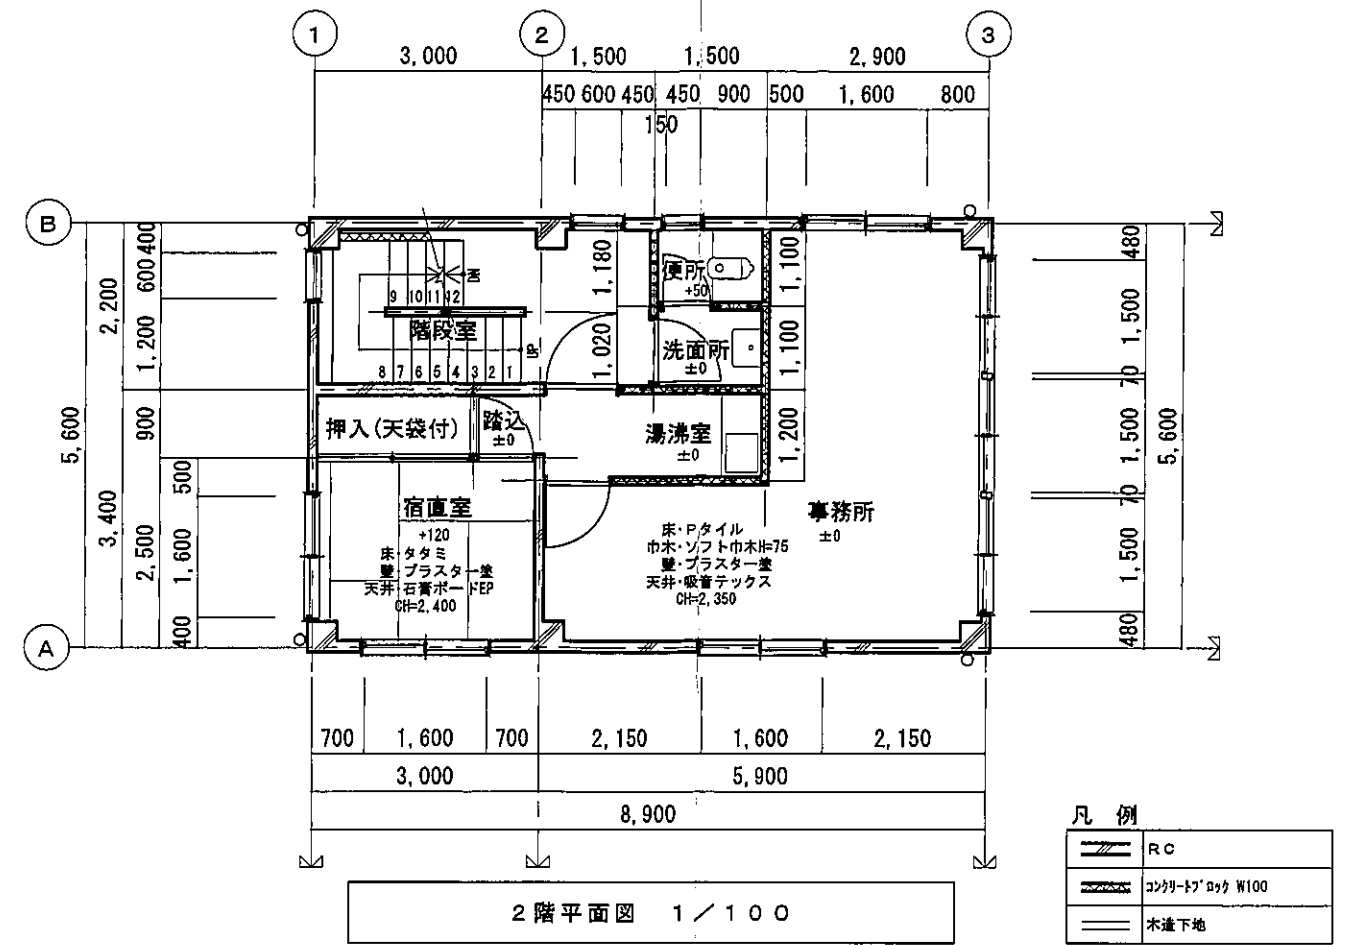 1
2
3
3,000
1,500
1,500
2,900
450
600
450
450
900
500
1,600
800
150
B
A
400
600
2,200
1,200
5,600
900
500
3,400
2,500
1,600
400
480
1,500
70
1,500
5,600
70
1,500
480
1,180
1,020
1,100
1,100
1,200
便所
+50
DN
9
10
11
12
階段室
UP
8
7
6
5
4
3
2
1
洗面所
±0
押入(天袋付)
踏込
±0
湯沸室
±0
宿直室
+120
床・タタミ
壁・プラスター塗
天井・石膏ボードEP
CH=2,400
事務所
±0
床・Pタイル
巾木・ソフト巾木H=75
壁・プラスター塗
天井・吸音テックス
CH=2,350
700
1,600
700
2,150
1,600
2,150
3,000
5,900
8,900
2階平面図 1/100
凡 例
RC
コンクリートブロック W100
木造下地